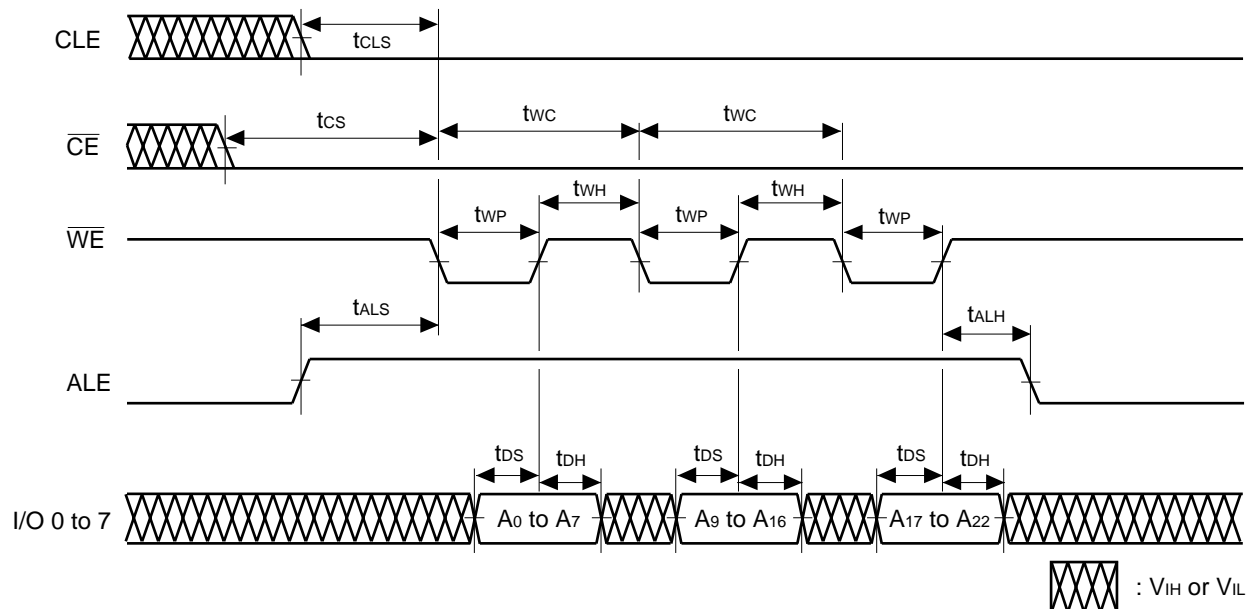 CLE
tCLS
CE
tCS
tWC
tWC
WE
tWP
tWH
tWP
tWH
tWP
tALS
tALH
ALE
tDS
tDH
tDS
tDH
tDS
tDH
I/O 0 to 7
A0 to A7
A9 to A16
A17 to A22
: VIH or VIL